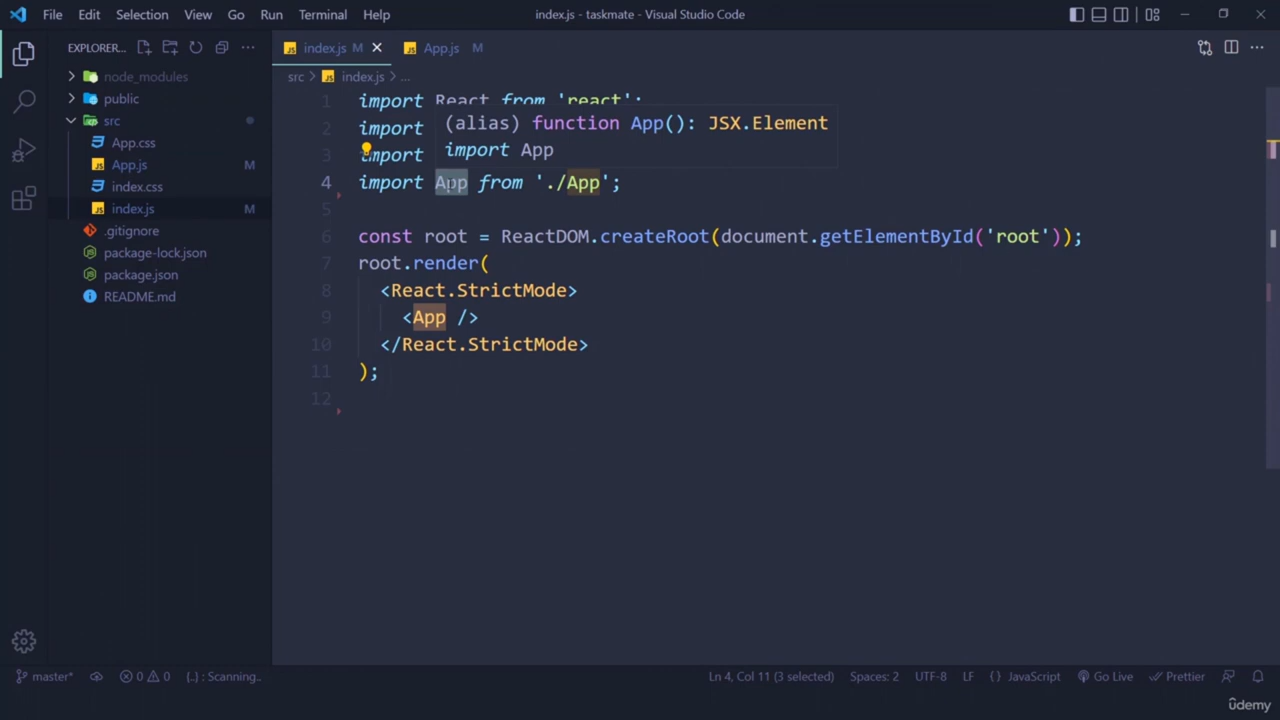 File Edit Selection View Go Run Terminal Help
index.js - taskmate - Visual Studio Code
EXPLORER...
node_modules
public
src
App.css
App.js M
index.css
index.js M
.gitignore
package-lock.json
package.json
README.md
index.js M
App.js M
src > index.js > ...
1 import React from 'react';
2 import
3 import
(alias) function App(): JSX.Element
import App
4 import App from './App';
5
6 const root = ReactDOM.createRoot(document.getElementById('root'));
7 root.render(
8 <React.StrictMode>
9 <App />
10 </React.StrictMode>
11 );
12
master* 0 0 {..} : Scanning..
Ln 4, Col 11 (3 selected) Spaces: 2 UTF-8 LF {} JavaScript Go Live Prettier
ûdemy